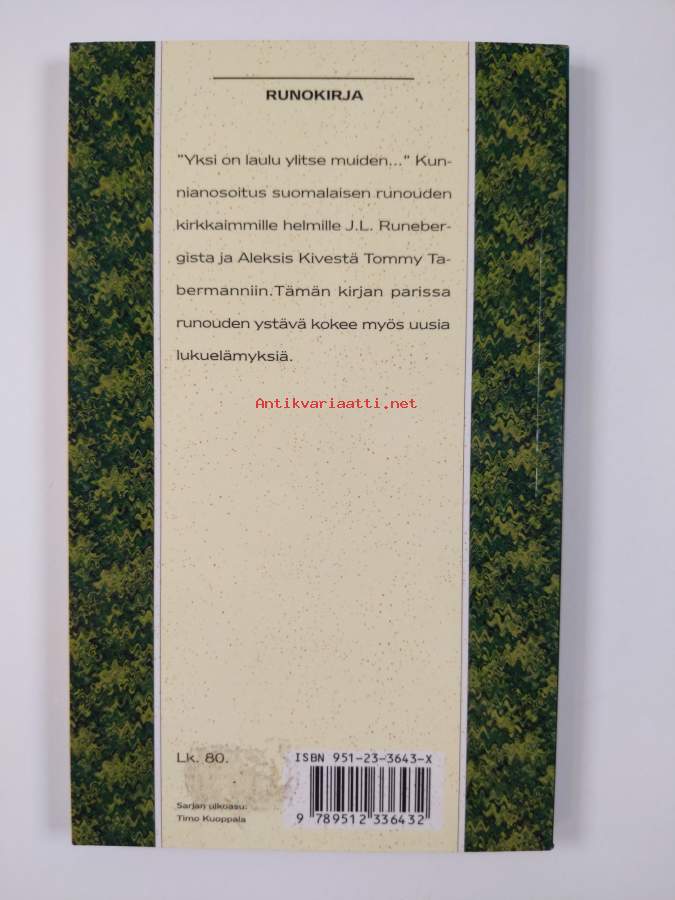 RUNOKIRJA
"Yksi on laulu ylitse muiden..." Kun-
nianosoitus suomalaisen runouden
kirkkaimmille helmille J.L. Runeber-
gista ja Aleksis Kivestä Tommy Ta-
bermanniin.Tämän kirjan parissa
runouden ystävä kokee myös uusia
lukuelämyksiä.
Antikvariaatti.net
Lk. 80.
Sarjan ulkoasu:
Timo Kuoppala
ISBN 951-23-3643-X
9 789512 336432